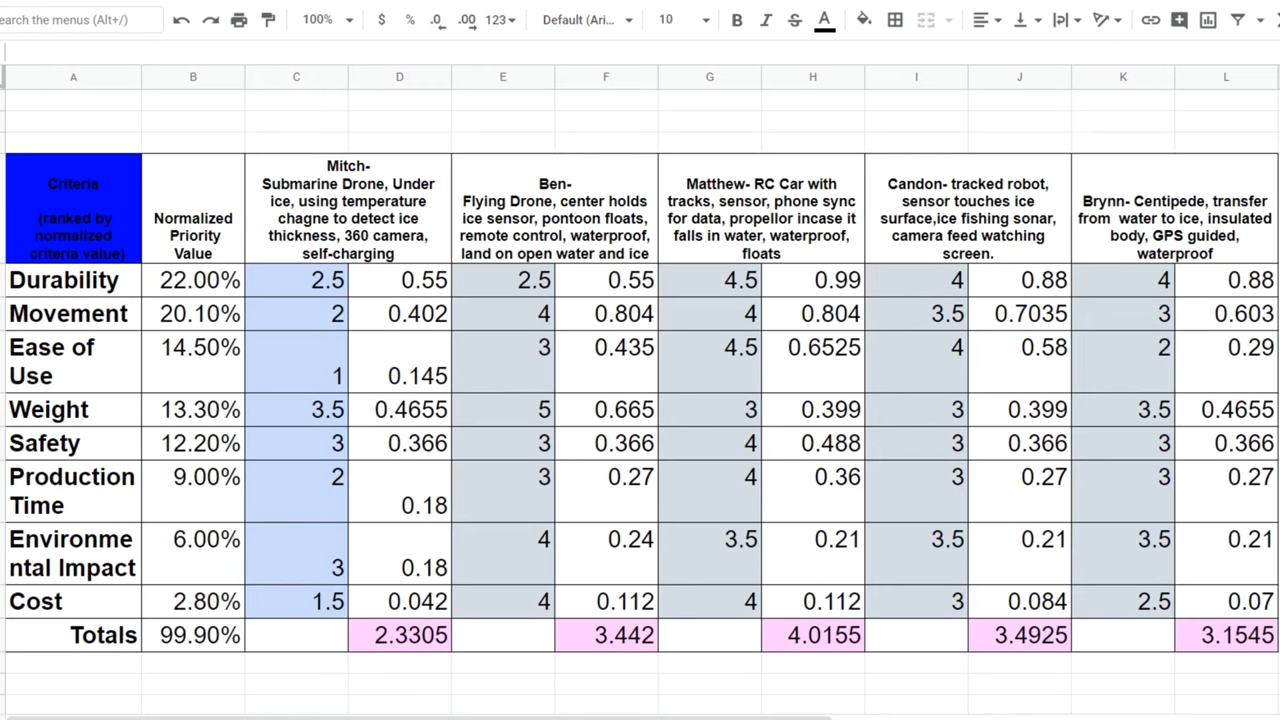 earch the menus (Alt+/)
100%
$
%
.0
.00
123
Default (Ari...
10
B
I
S
A
A
B
C
D
E
F
G
H
I
J
K
L
Criteria
(ranked by
normalized
criteria value)
Normalized
Priority
Value
Mitch-
Submarine Drone, Under
ice, using temperature
chagne to detect ice
thickness, 360 camera,
self-charging
Ben-
Flying Drone, center holds
ice sensor, pontoon floats,
remote control, waterproof,
land on open water and ice
Matthew- RC Car with
tracks, sensor, phone sync
for data, propellor incase it
falls in water, waterproof,
floats
Candon- tracked robot,
sensor touches ice
surface,ice fishing sonar,
camera feed watching
screen.
Brynn- Centipede, transfer
from water to ice, insulated
body, GPS guided,
waterproof
Durability 22.00% 2.5 0.55 2.5 0.55 4.5 0.99 4 0.88 4 0.88
Movement 20.10% 2 0.402 4 0.804 4 0.804 3.5 0.7035 3 0.603
Ease of
Use 14.50% 1 0.145 3 0.435 4.5 0.6525 4 0.58 2 0.29
Weight 13.30% 3.5 0.4655 5 0.665 3 0.399 3 0.399 3.5 0.4655
Safety 12.20% 3 0.366 3 0.366 4 0.488 3 0.366 3 0.366
Production
Time 9.00% 2 0.18 3 0.27 4 0.36 3 0.27 3 0.27
Environme
ntal Impact 6.00% 3 0.18 4 0.24 3.5 0.21 3.5 0.21 3.5 0.21
Cost 2.80% 1.5 0.042 4 0.112 4 0.112 3 0.084 2.5 0.07
Totals 99.90% 2.3305 3.442 4.0155 3.4925 3.1545